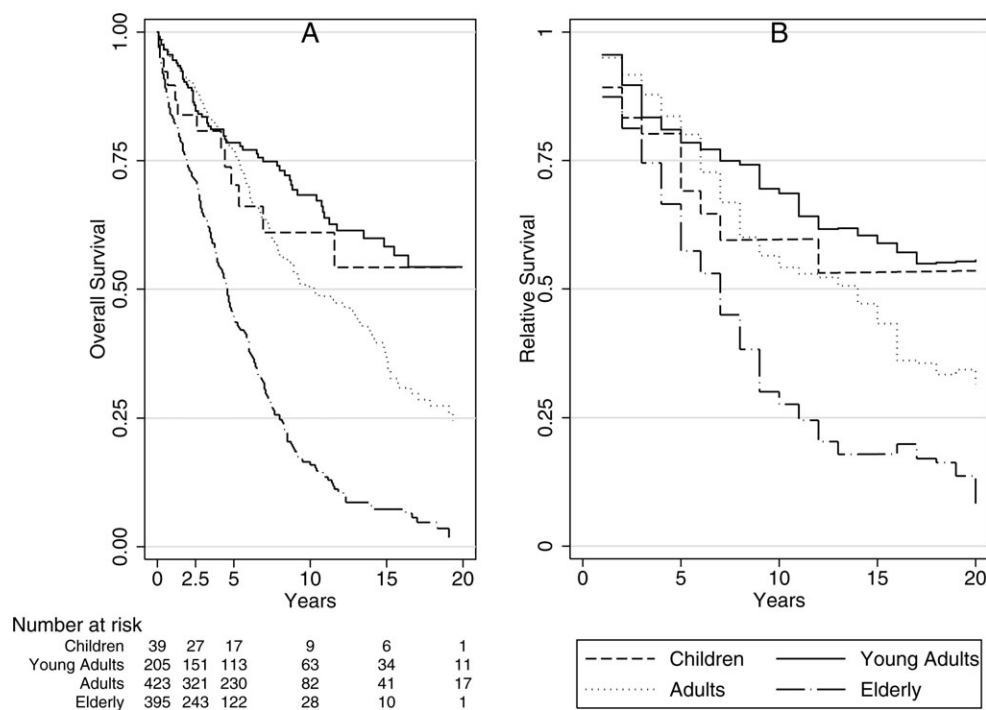 A
B
Overall Survival
1.00
0.75
0.50
0.25
0.00
0 2.5 5 10 15 20
Years
Relative Survival
1
0.75
0.5
0.25
0
0 5 10 15 20
Years
Number at risk
Children 39 27 17 9 6 1
Young Adults 205 151 113 63 34 11
Adults 423 321 230 82 41 17
Elderly 395 243 122 28 10 1
Children Young Adults
Adults Elderly